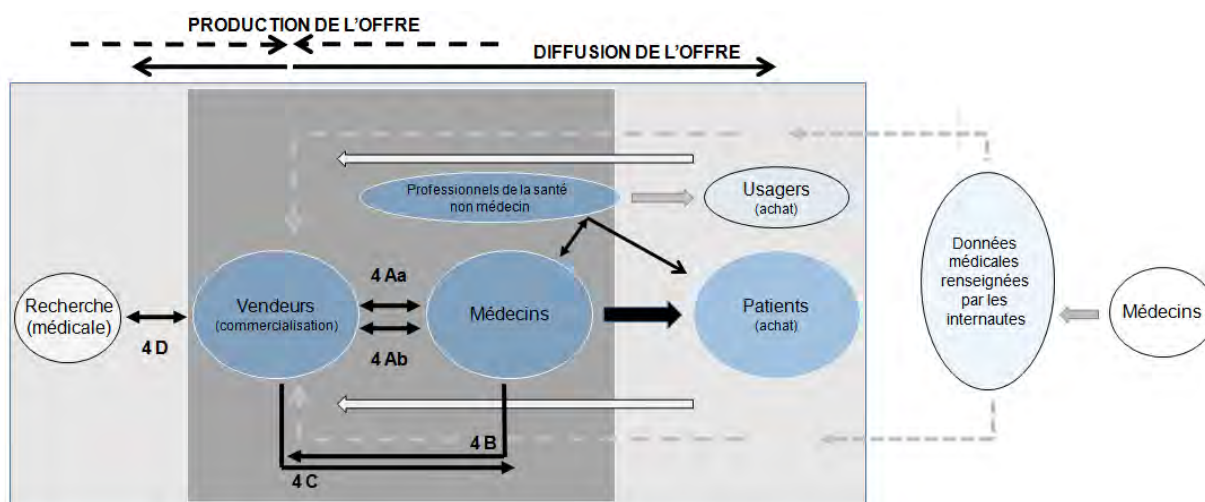 PRODUCTION DE L’OFFRE
DIFFUSION DE L’OFFRE
Professionnels de la santé
non médecin
Usagers
(achat)
Recherche
(médicale)
4 D
Vendeurs
(commercialisation)
4 Aa
4 Ab
Médecins
Patients
(achat)
Données
médicales
renseignées
par les
internautes
Médecins
4 B
4 C